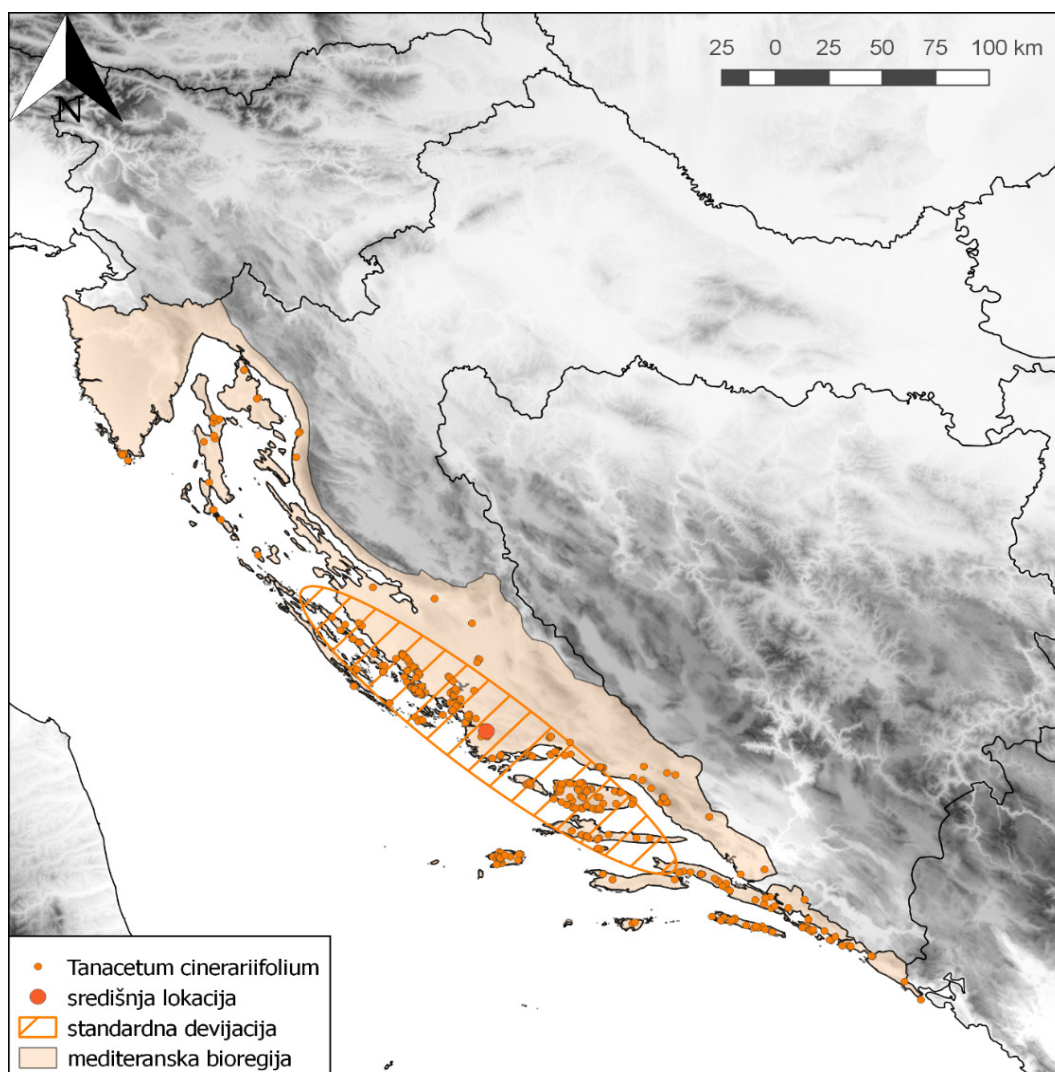 25 0 25 50 75 100 km
N
Tanacetum cinerariifolium
središnja lokacija
standardna devijacija
mediteranska bioregija